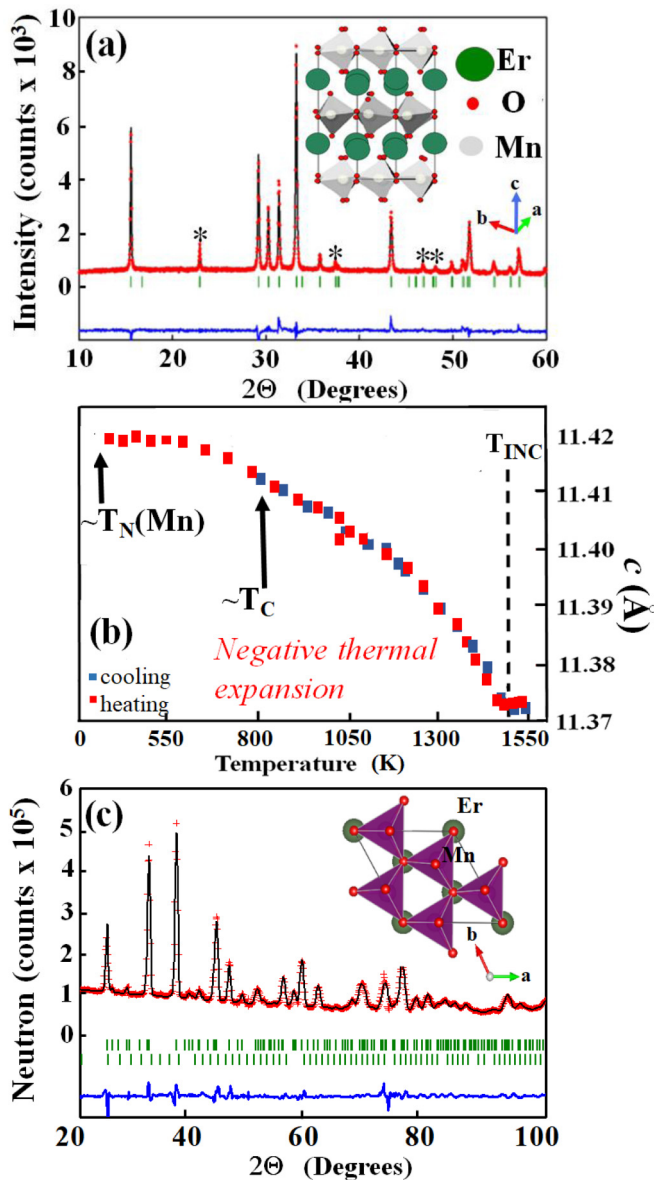 (a)
Intensity (counts x 10³)
10
8
6
4
2
0
Er
O
Mn
c
b
a
*
*
**
10 20 30 40 50 60
2Θ (Degrees)
(b)
11.42
11.41
11.40
11.39
11.38
11.37
c (Å)
T_INC
~T_N(Mn)
~T_C
Negative thermal
expansion
cooling
heating
0 550 800 1050 1300 1550
Temperature (K)
(c)
Neutron (counts x 10⁵)
6
5
4
3
2
1
0
Er
Mn
b
a
20 40 60 80 100
2Θ (Degrees)